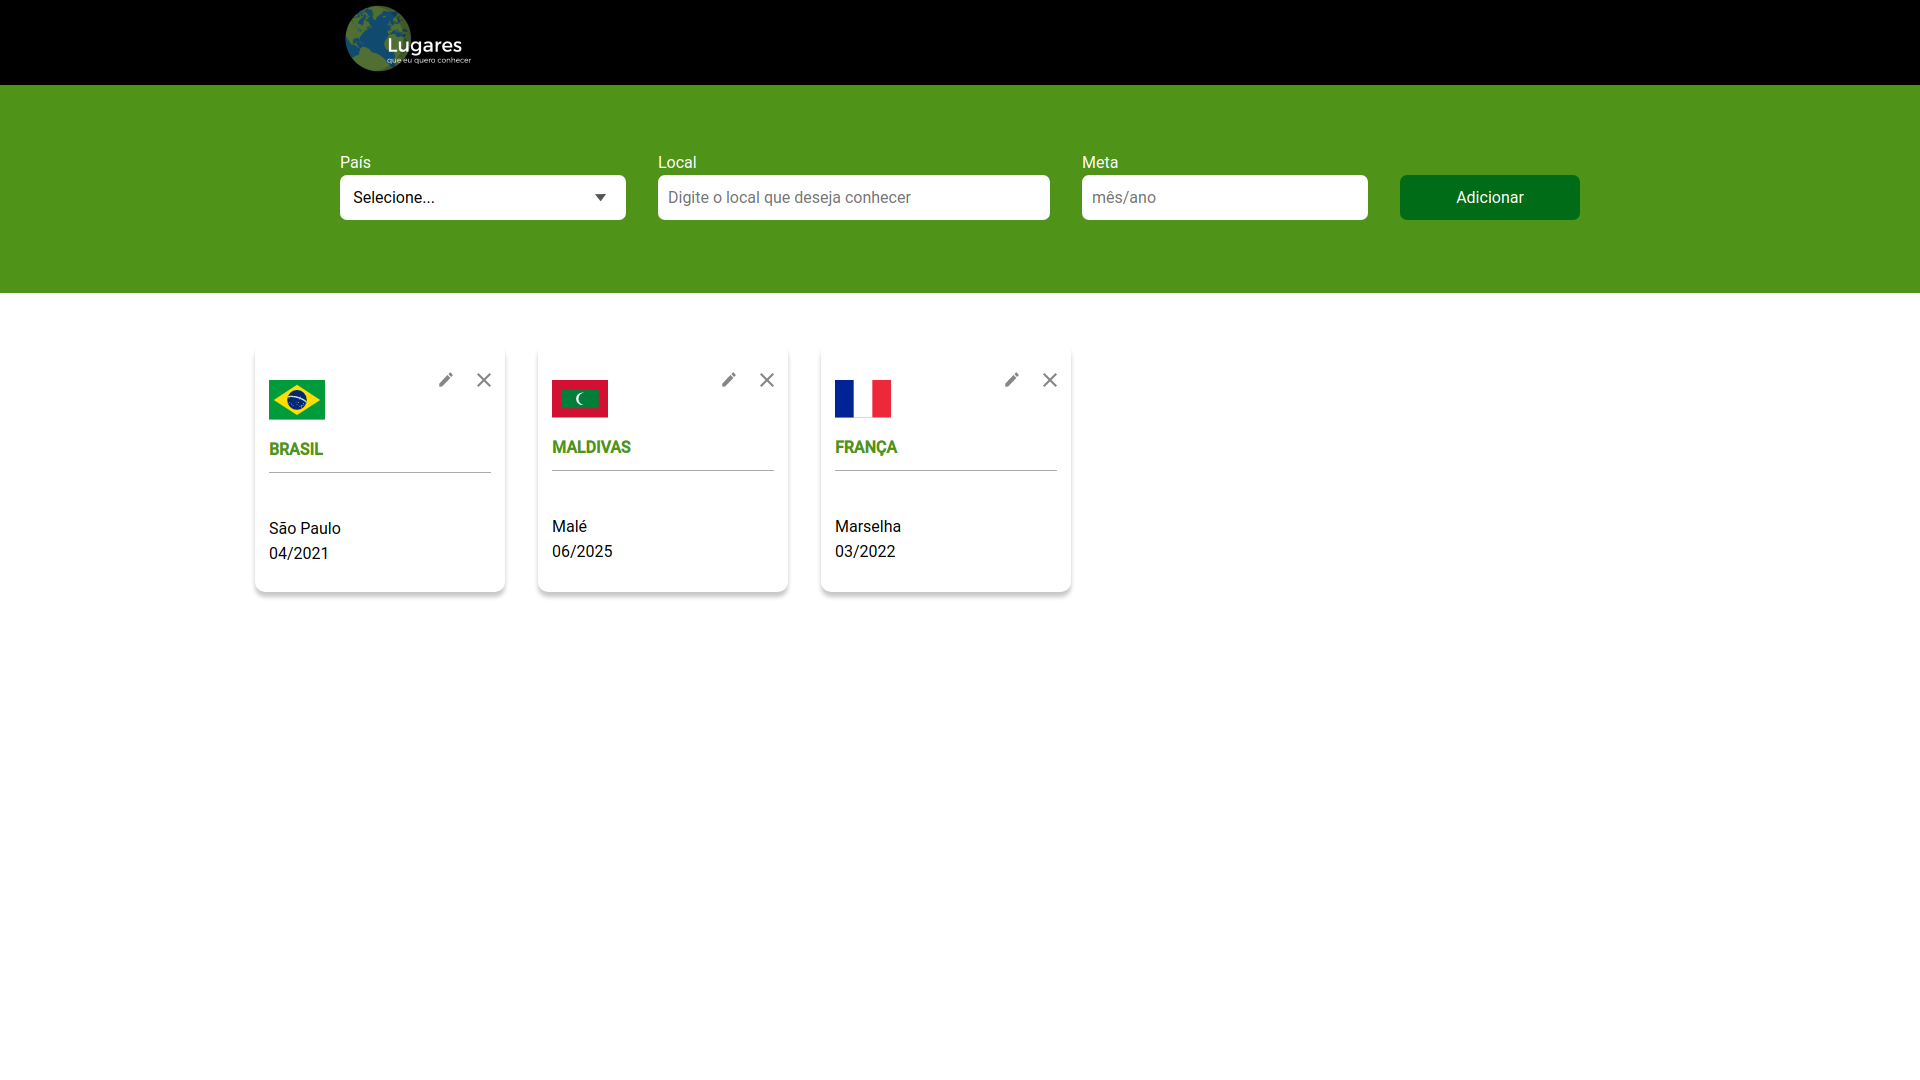 Lugares
que eu quero conhecer
País
Local
Meta
Selecione...
Digite o local que deseja conhecer
mês/ano
Adicionar
BRASIL
São Paulo
04/2021
MALDIVAS
Malé
06/2025
FRANÇA
Marselha
03/2022